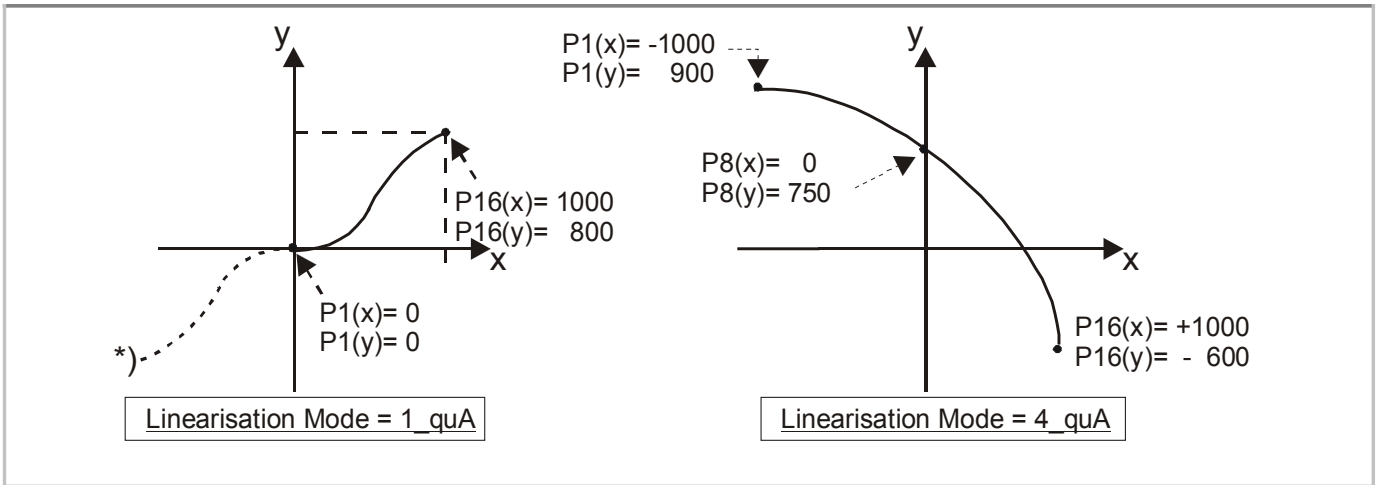 y
P16(x)= 1000
P16(y)= 800
x
P1(x)= 0
P1(y)= 0
*)
Linearisation Mode = 1_quA
P1(x)= -1000
P1(y)= 900
y
P8(x)= 0
P8(y)= 750
x
P16(x)= +1000
P16(y)= - 600
Linearisation Mode = 4_quA